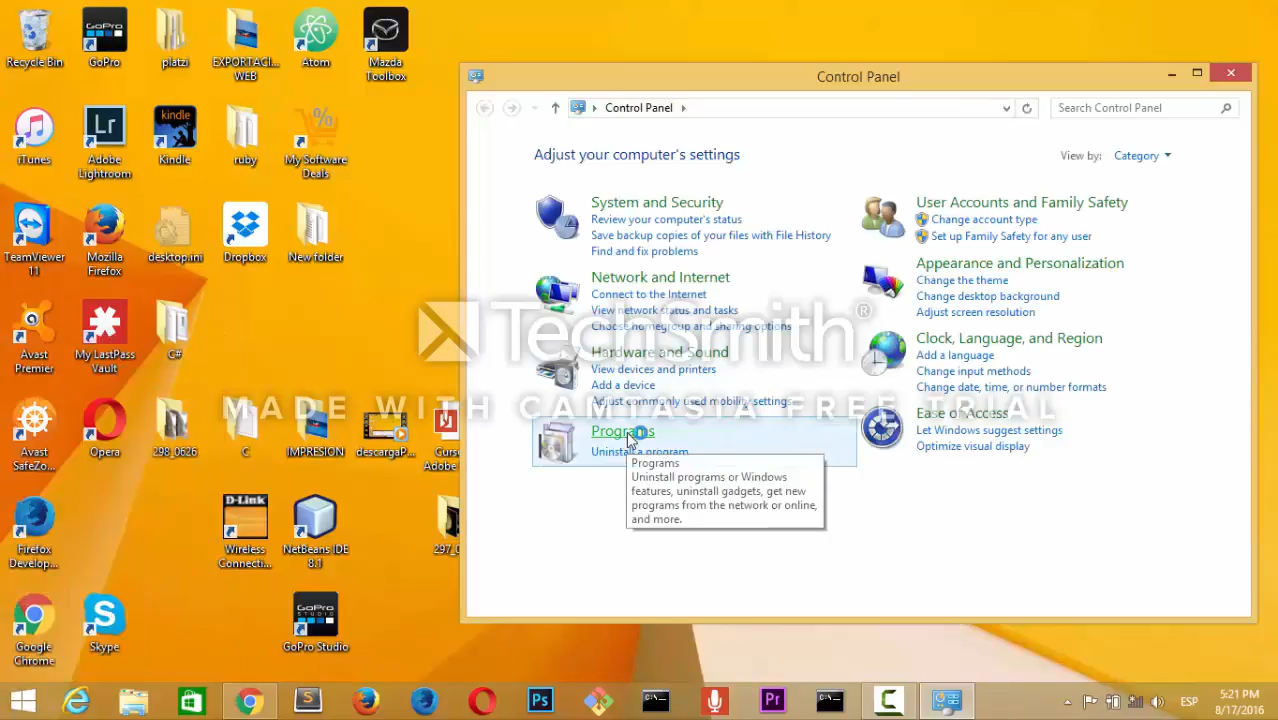 Recycle Bin
GoPro
GoPro
platzi
EXPORTACI...
WEB
Atom
Mazda
Toolbox
iTunes
Lr
Adobe
Lightroom
kindle
Kindle
ruby
%
My Software
Deals
TeamViewer
11
Mozilla
Firefox
desktop.ini
Dropbox
New folder
Avast
Premier
My LastPass
Vault
C#
Avast
SafeZo...
Opera
298_0626
C
IMPRESION
descargaP...
Curs
Adobe
Firefox
Develop...
D-Link
Wireless
Connecti...
NetBeans IDE
8.1
297_0
Google
Chrome
Skype
GoPro
STUDIO
GoPro Studio
Control Panel
Control Panel
Search Control Panel
Adjust your computer's settings
View by: Category
System and Security
Review your computer's status
Save backup copies of your files with File History
Find and fix problems
Network and Internet
Connect to the Internet
View network status and tasks
Choose homegroup and sharing options
Hardware and Sound
View devices and printers
Add a device
Adjust commonly used mobility settings
Programs
Uninstall a program
Programs
Uninstall programs or Windows
features, uninstall gadgets, get new
programs from the network or online,
and more.
User Accounts and Family Safety
Change account type
Set up Family Safety for any user
Appearance and Personalization
Change the theme
Change desktop background
Adjust screen resolution
Clock, Language, and Region
Add a language
Change input methods
Change date, time, or number formats
Ease of Access
Let Windows suggest settings
Optimize visual display
TechSmith®
MADE WITH CAMTASIA FREE TRIAL
Ps
Pr
ESP
5:21 PM
8/17/2016